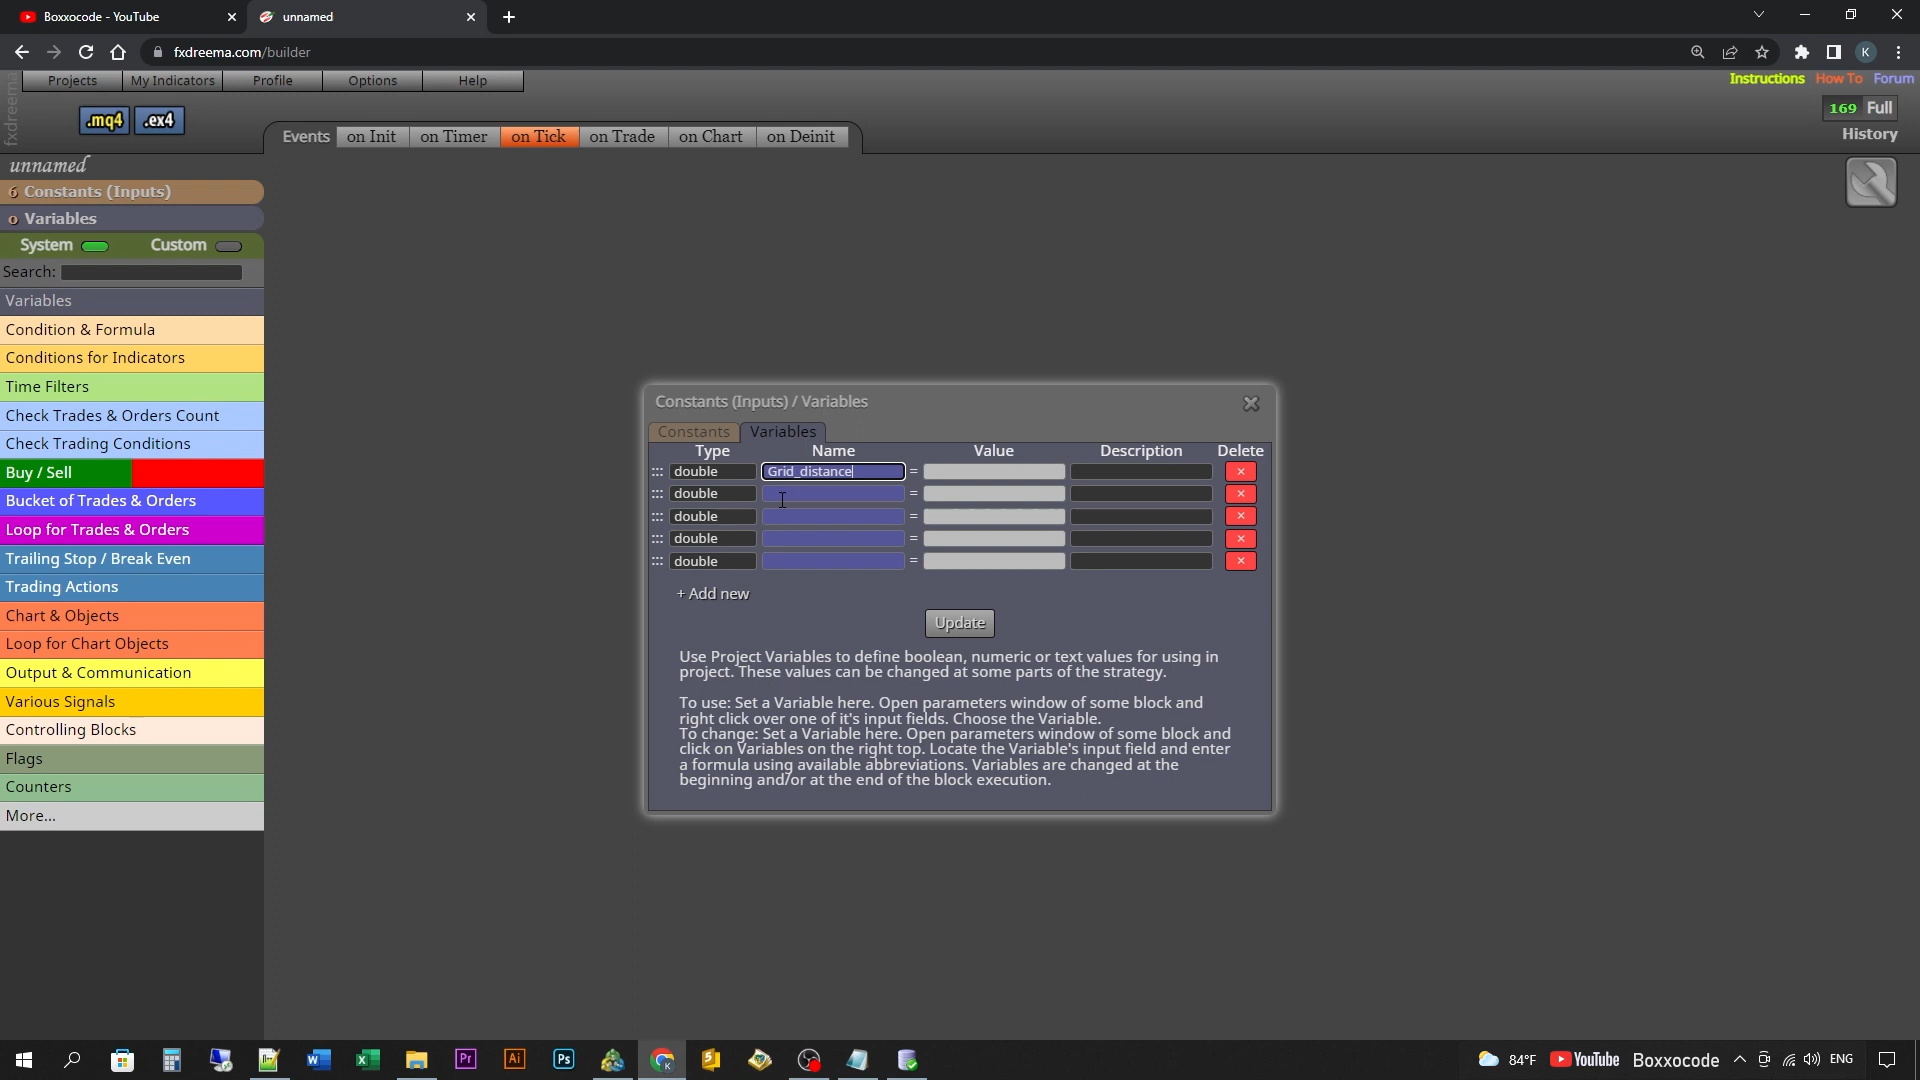 Boxxocode - YouTube
unnamed
fxdreema.com/builder
K
Projects
My Indicators
Profile
Options
Help
Instructions How To Forum
fxdreema
.mq4 .ex4
169 Full
History
Events on Init on Timer on Tick on Trade on Chart on Deinit
unnamed
6 Constants (Inputs)
0 Variables
System Custom
Search:
Variables
Condition & Formula
Conditions for Indicators
Time Filters
Check Trades & Orders Count
Check Trading Conditions
Buy / Sell
Bucket of Trades & Orders
Loop for Trades & Orders
Trailing Stop / Break Even
Trading Actions
Chart & Objects
Loop for Chart Objects
Output & Communication
Various Signals
Controlling Blocks
Flags
Counters
More...
Constants (Inputs) / Variables
Constants Variables
Type Name Value Description Delete
::: double Grid_distance = ×
::: double = ×
::: double = ×
::: double = ×
::: double = ×
+ Add new
Update
Use Project Variables to define boolean, numeric or text values for using in
project. These values can be changed at some parts of the strategy.
To use: Set a Variable here. Open parameters window of some block and
right click over one of it's input fields. Choose the Variable.
To change: Set a Variable here. Open parameters window of some block and
click on Variables on the right top. Locate the Variable's input field and enter
a formula using available abbreviations. Variables are changed at the
beginning and/or at the end of the block execution.
84°F YouTube Boxxocode ENG